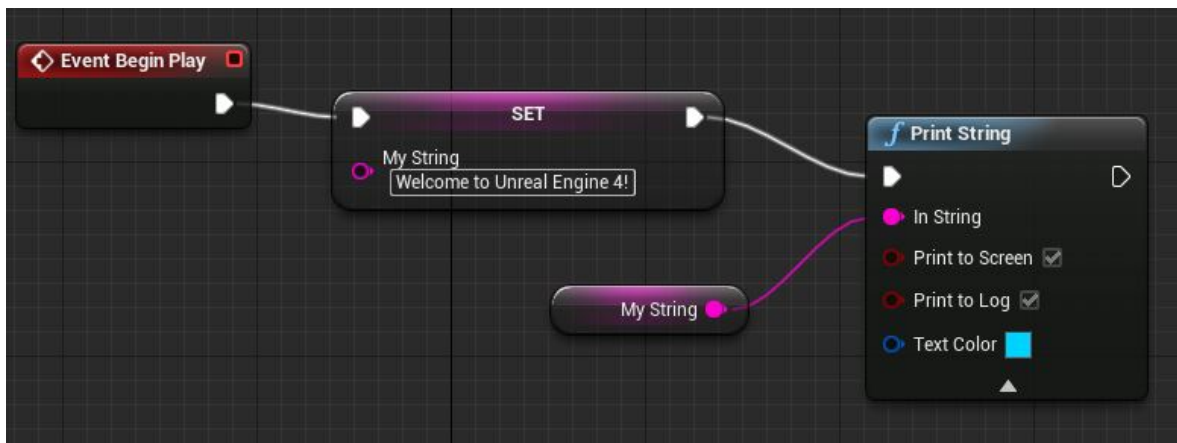 Event Begin Play
SET
My String
Welcome to Unreal Engine 4!
My String
f Print String
In String
Print to Screen
Print to Log
Text Color